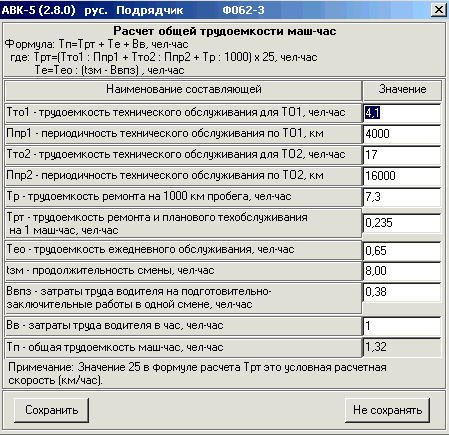 АВК-5 (2.8.0)  рус.  Подрядчик    Ф062-3
Расчет общей трудоемкости маш-час
Формула: Тп=Трт + Те + Вв, чел-час
где: Трт=(Тто1 : Ппр1 + Тто2 : Ппр2 + Тр : 1000) x 25, чел-час
Те=Тео : (tзм - Ввпз) , чел-час
Наименование составляющей Значение
Тто1 - трудоемкость технического обслуживания для ТО1, чел-час 4,1
Ппр1 - периодичность технического обслуживания по ТО1, км 4000
Тто2 - трудоемкость технического обслуживания для ТО2, чел-час 17
Ппр2 - периодичность технического обслуживания по ТО2, км 16000
Тр - трудоемкость ремонта на 1000 км пробега, чел-час 7,3
Трт - трудоемкость ремонта и планового техобслуживания
на 1 маш-час, чел-час 0,235
Тео - трудоемкость ежедневного обслуживания, чел-час 0,65
tзм - продолжительность смены, чел-час 8,00
Ввпз - затраты труда водителя на подготовительно-
заключительные работы в одной смене, чел-час 0,38
Вв - затраты труда водителя в час, чел-час 1
Тп - общая трудоемкость маш-час, чел-час 1,32
Примечание: Значение 25 в формуле расчета Трт это условная расчетная
скорость (км/час).
Сохранить Не сохранять